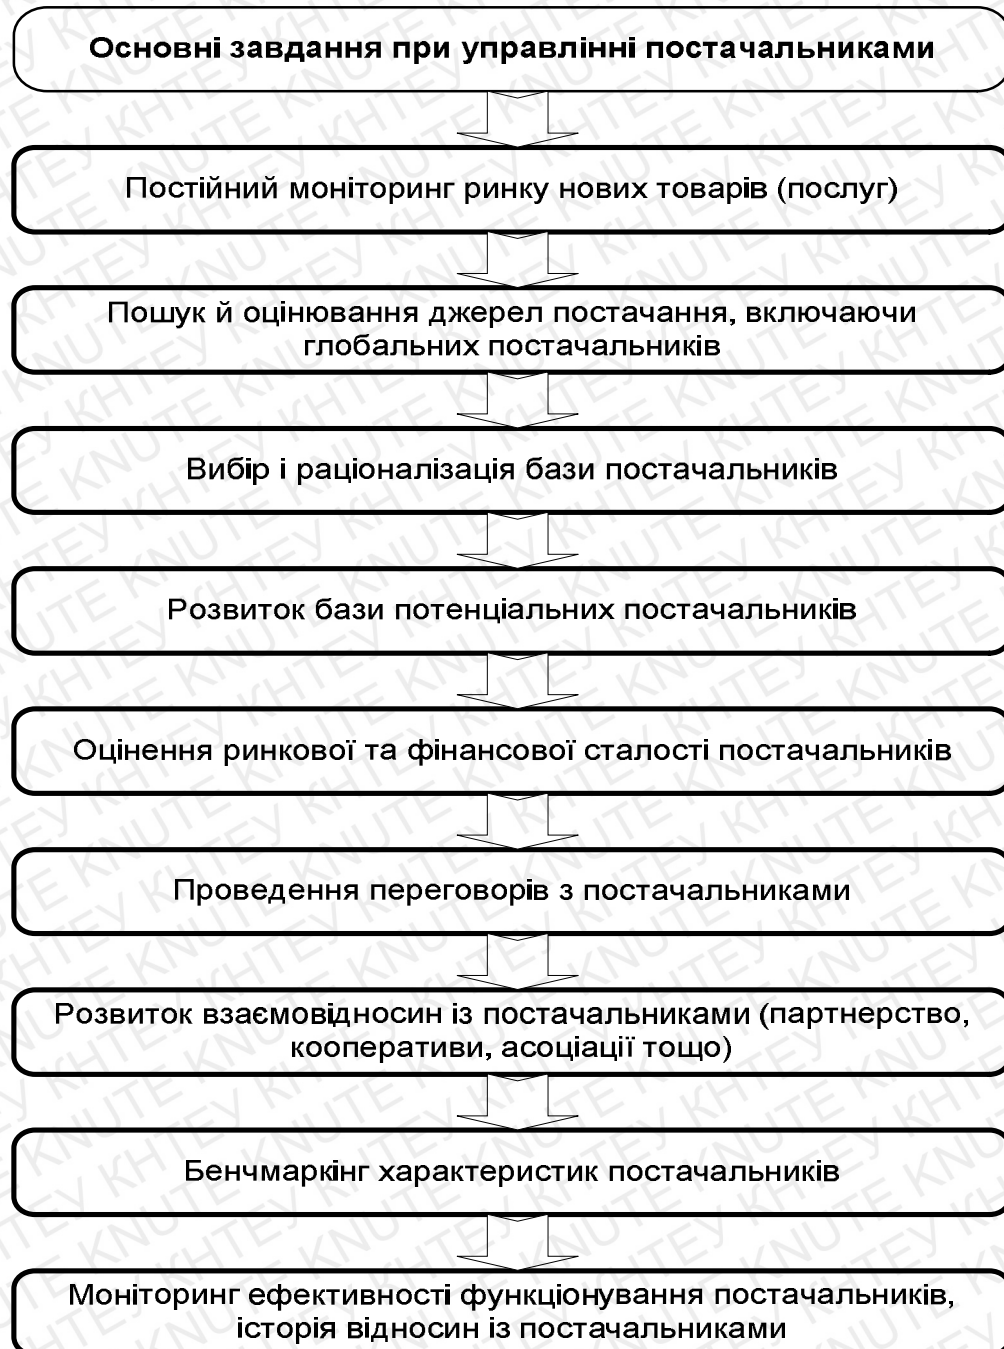 Основні завдання при управлінні постачальниками
Постійний моніторинг ринку нових товарів (послуг)
Пошук й оцінювання джерел постачання, включаючи
глобальних постачальників
Вибір і раціоналізація бази постачальників
Розвиток бази потенціальних постачальників
Оцінення ринкової та фінансової сталості постачальників
Проведення переговорів з постачальниками
Розвиток взаємовідносин із постачальниками (партнерство,
кооперативи, асоціації тощо)
Бенчмаркінг характеристик постачальників
Моніторинг ефективності функціонування постачальників,
історія відносин із постачальниками